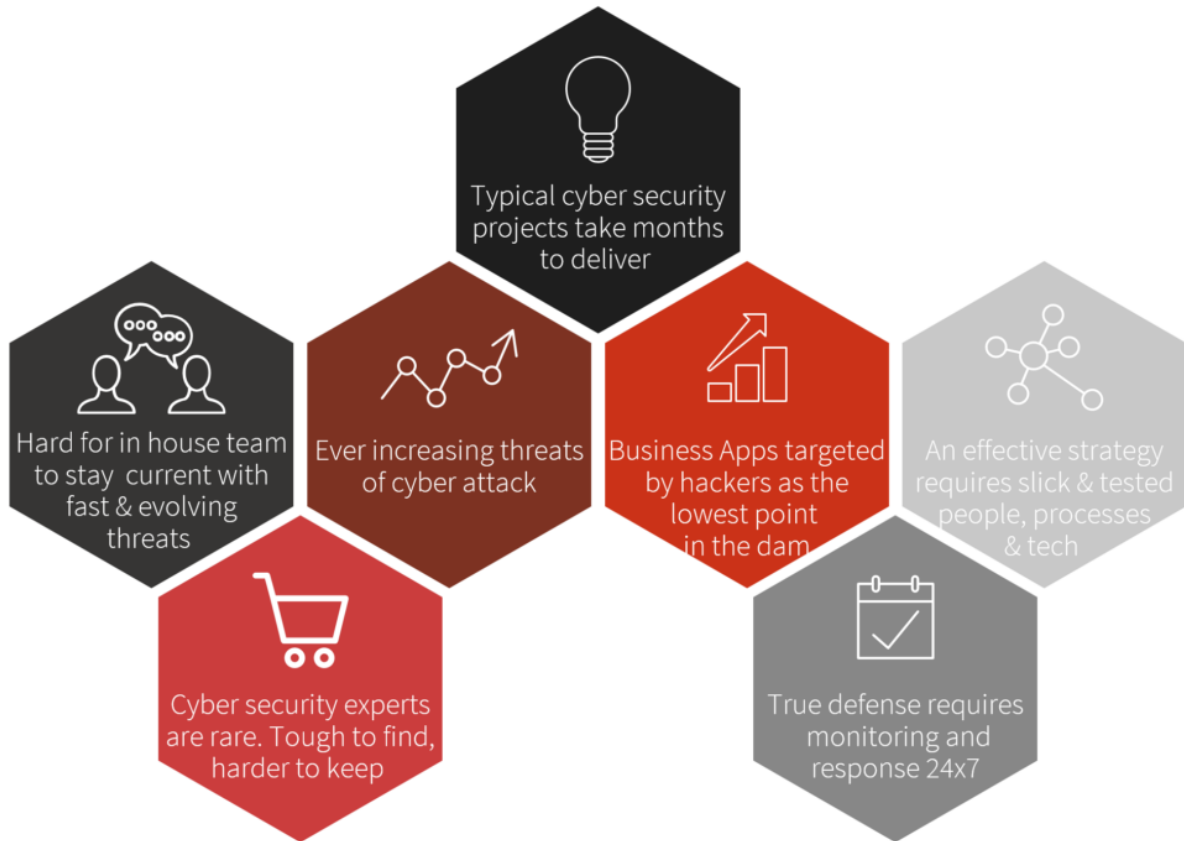 Typical cyber security
projects take months
to deliver
Hard for in house team
to stay current with
fast & evolving
threats
Ever increasing threats
of cyber attack
Business Apps targeted
by hackers as the
lowest point
in the dam
An effective strategy
requires slick & tested
people, processes
& tech
Cyber security experts
are rare. Tough to find,
harder to keep
True defense requires
monitoring and
response 24x7